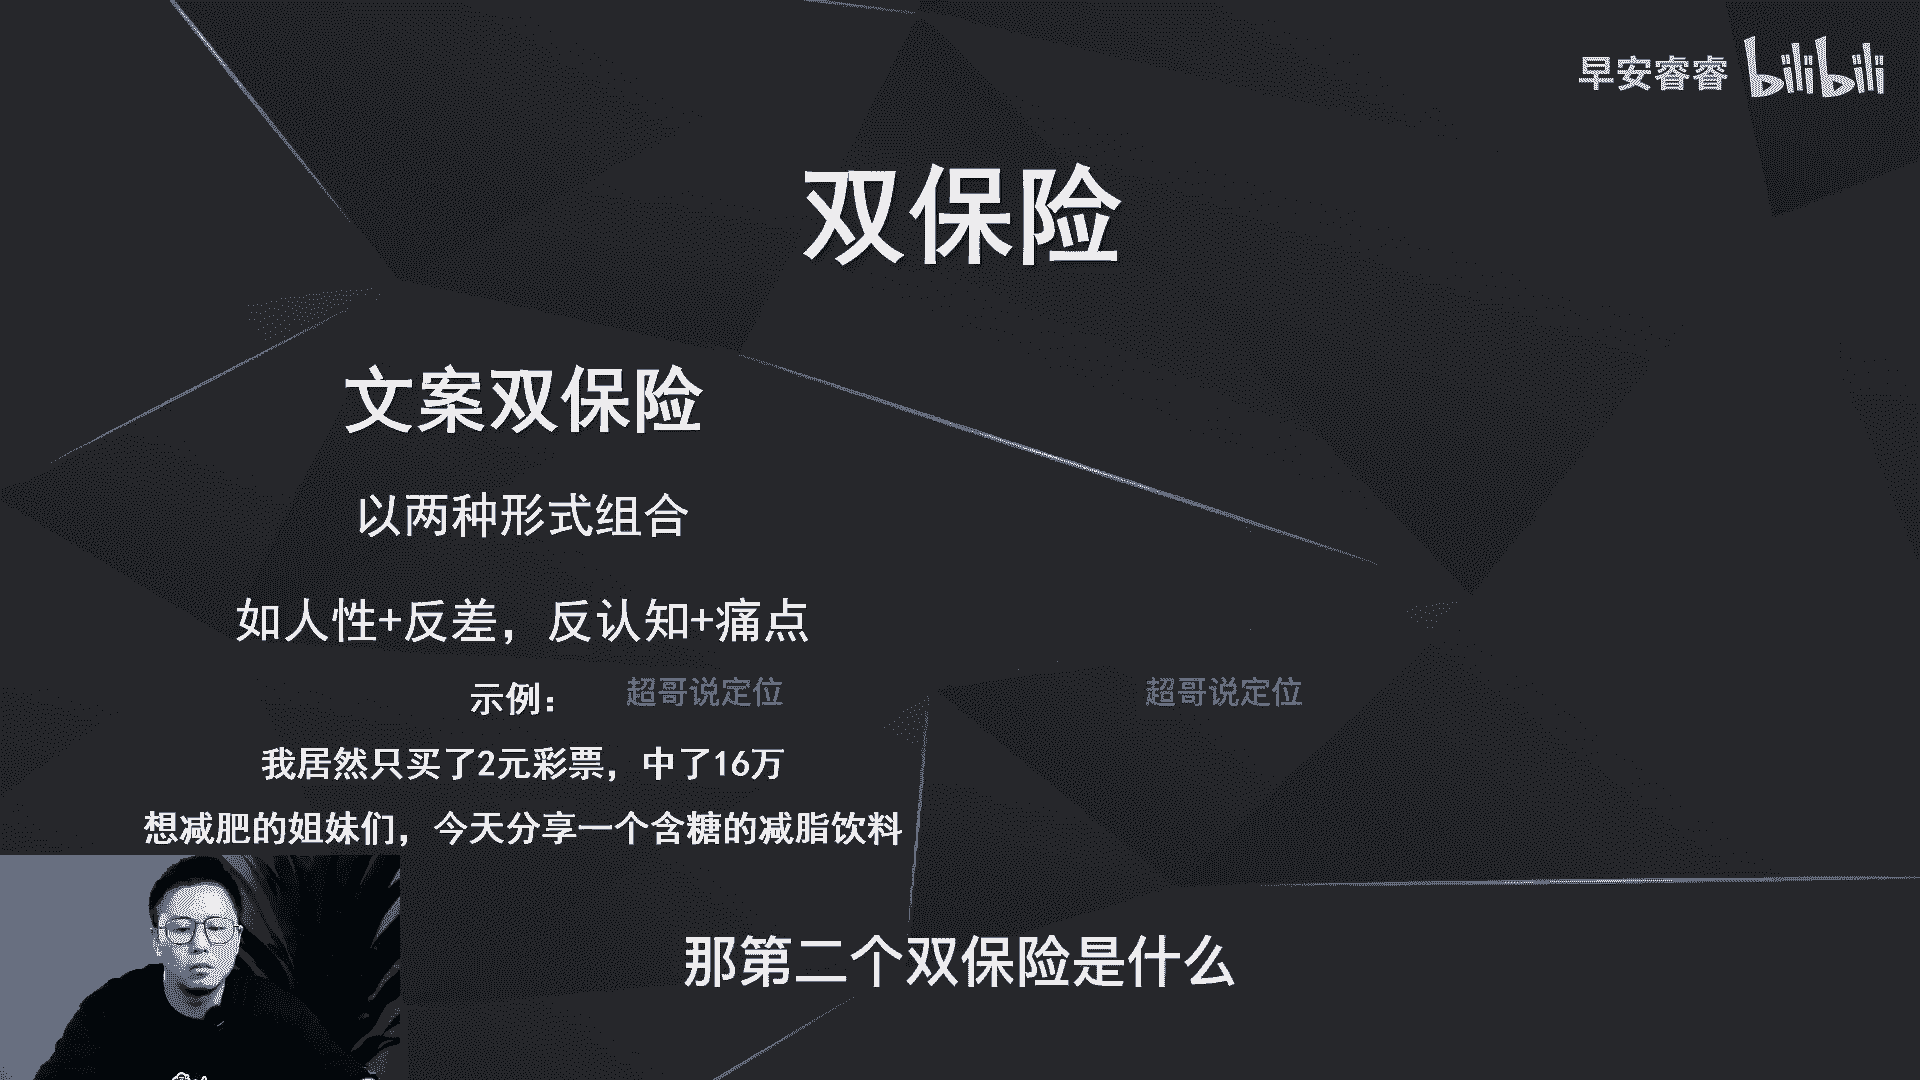 早安睿睿 bilibili
双保险
文案双保险
以两种形式组合
如人性+反差，反认知+痛点
示例：
超哥说定位 超哥说定位
我居然只买了2元彩票，中了16万
想减肥的姐妹们，今天分享一个含糖的减脂饮料
那第二个双保险是什么